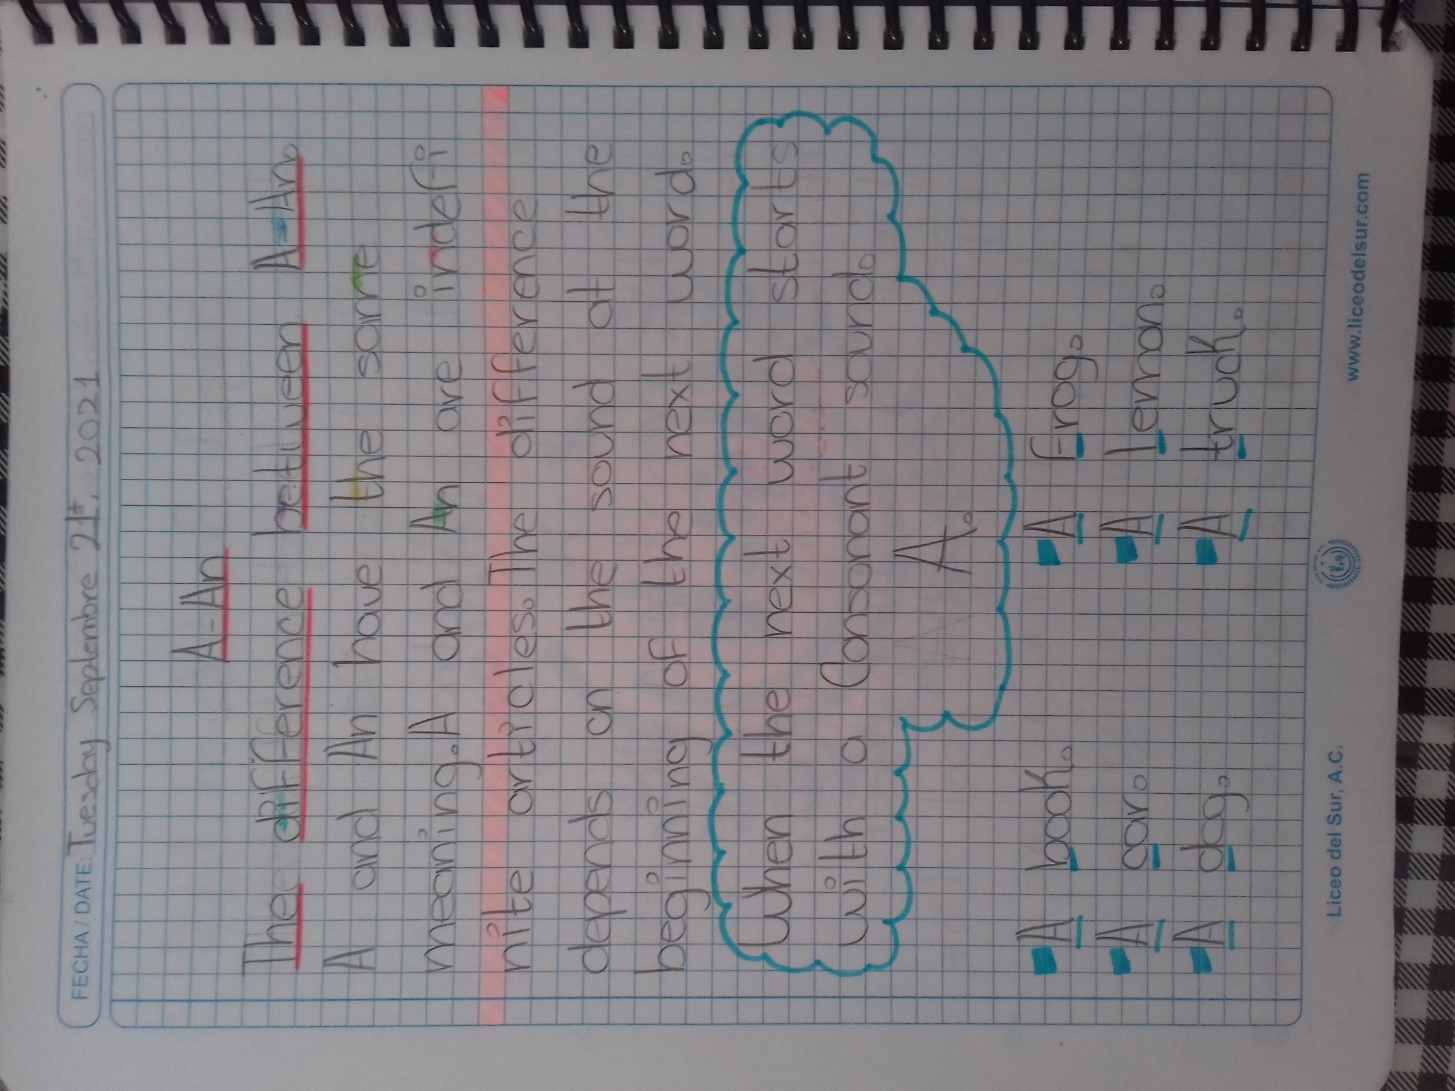 FECHA / DATE: Tuesday Septembre 21st, 2021
A-An
The difference between A-An.
A and An have the same
meaning. A and An are indefi
nite articles. The difference
depends on the sound at the
beginning of the next word.
When the next word starts
with a Consonant sound.
A.
A book. A frog.
A car. A lemon.
A dog. A truck.
Liceo del Sur, A.C. www.liceodelsur.com